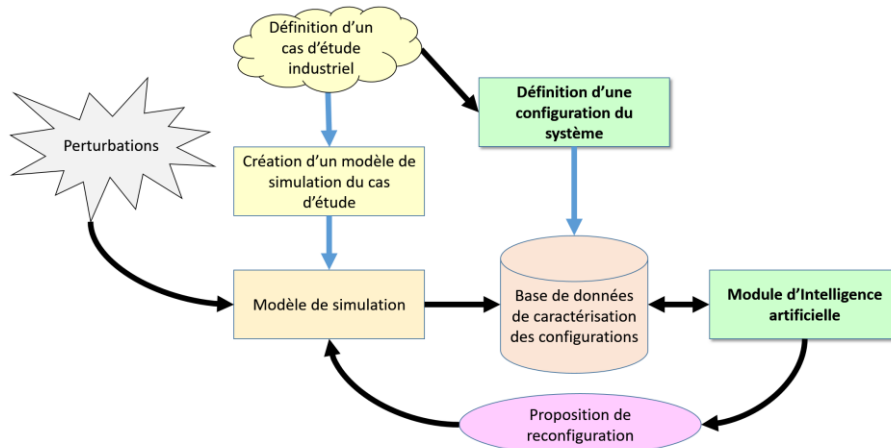 Définition d'un
cas d'étude
industriel
Définition d'une
configuration du
système
Perturbations
Création d'un modèle de
simulation du cas
d'étude
Modèle de simulation
Base de données
de caractérisation
des configurations
Module d'Intelligence
artificielle
Proposition de
reconfiguration